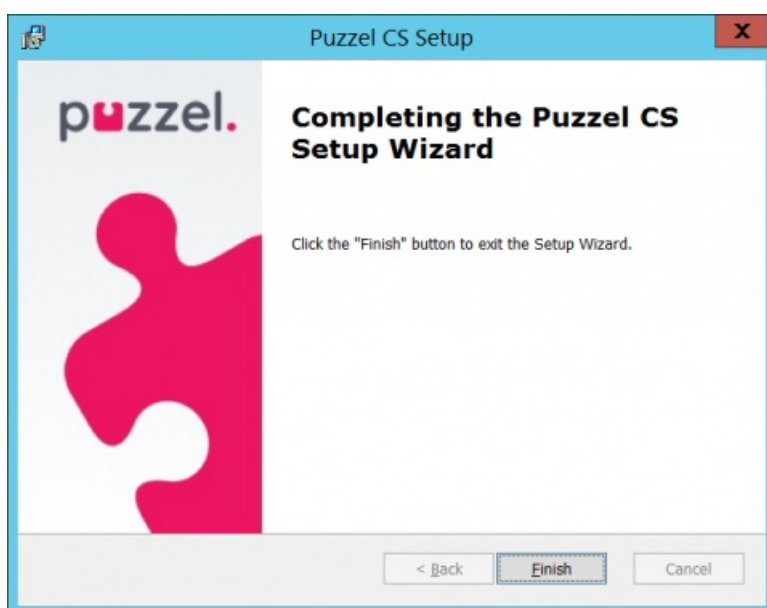 Puzzel CS Setup
X
puzzel.
Completing the Puzzel CS
Setup Wizard
Click the "Finish" button to exit the Setup Wizard.
< Back
Finish
Cancel